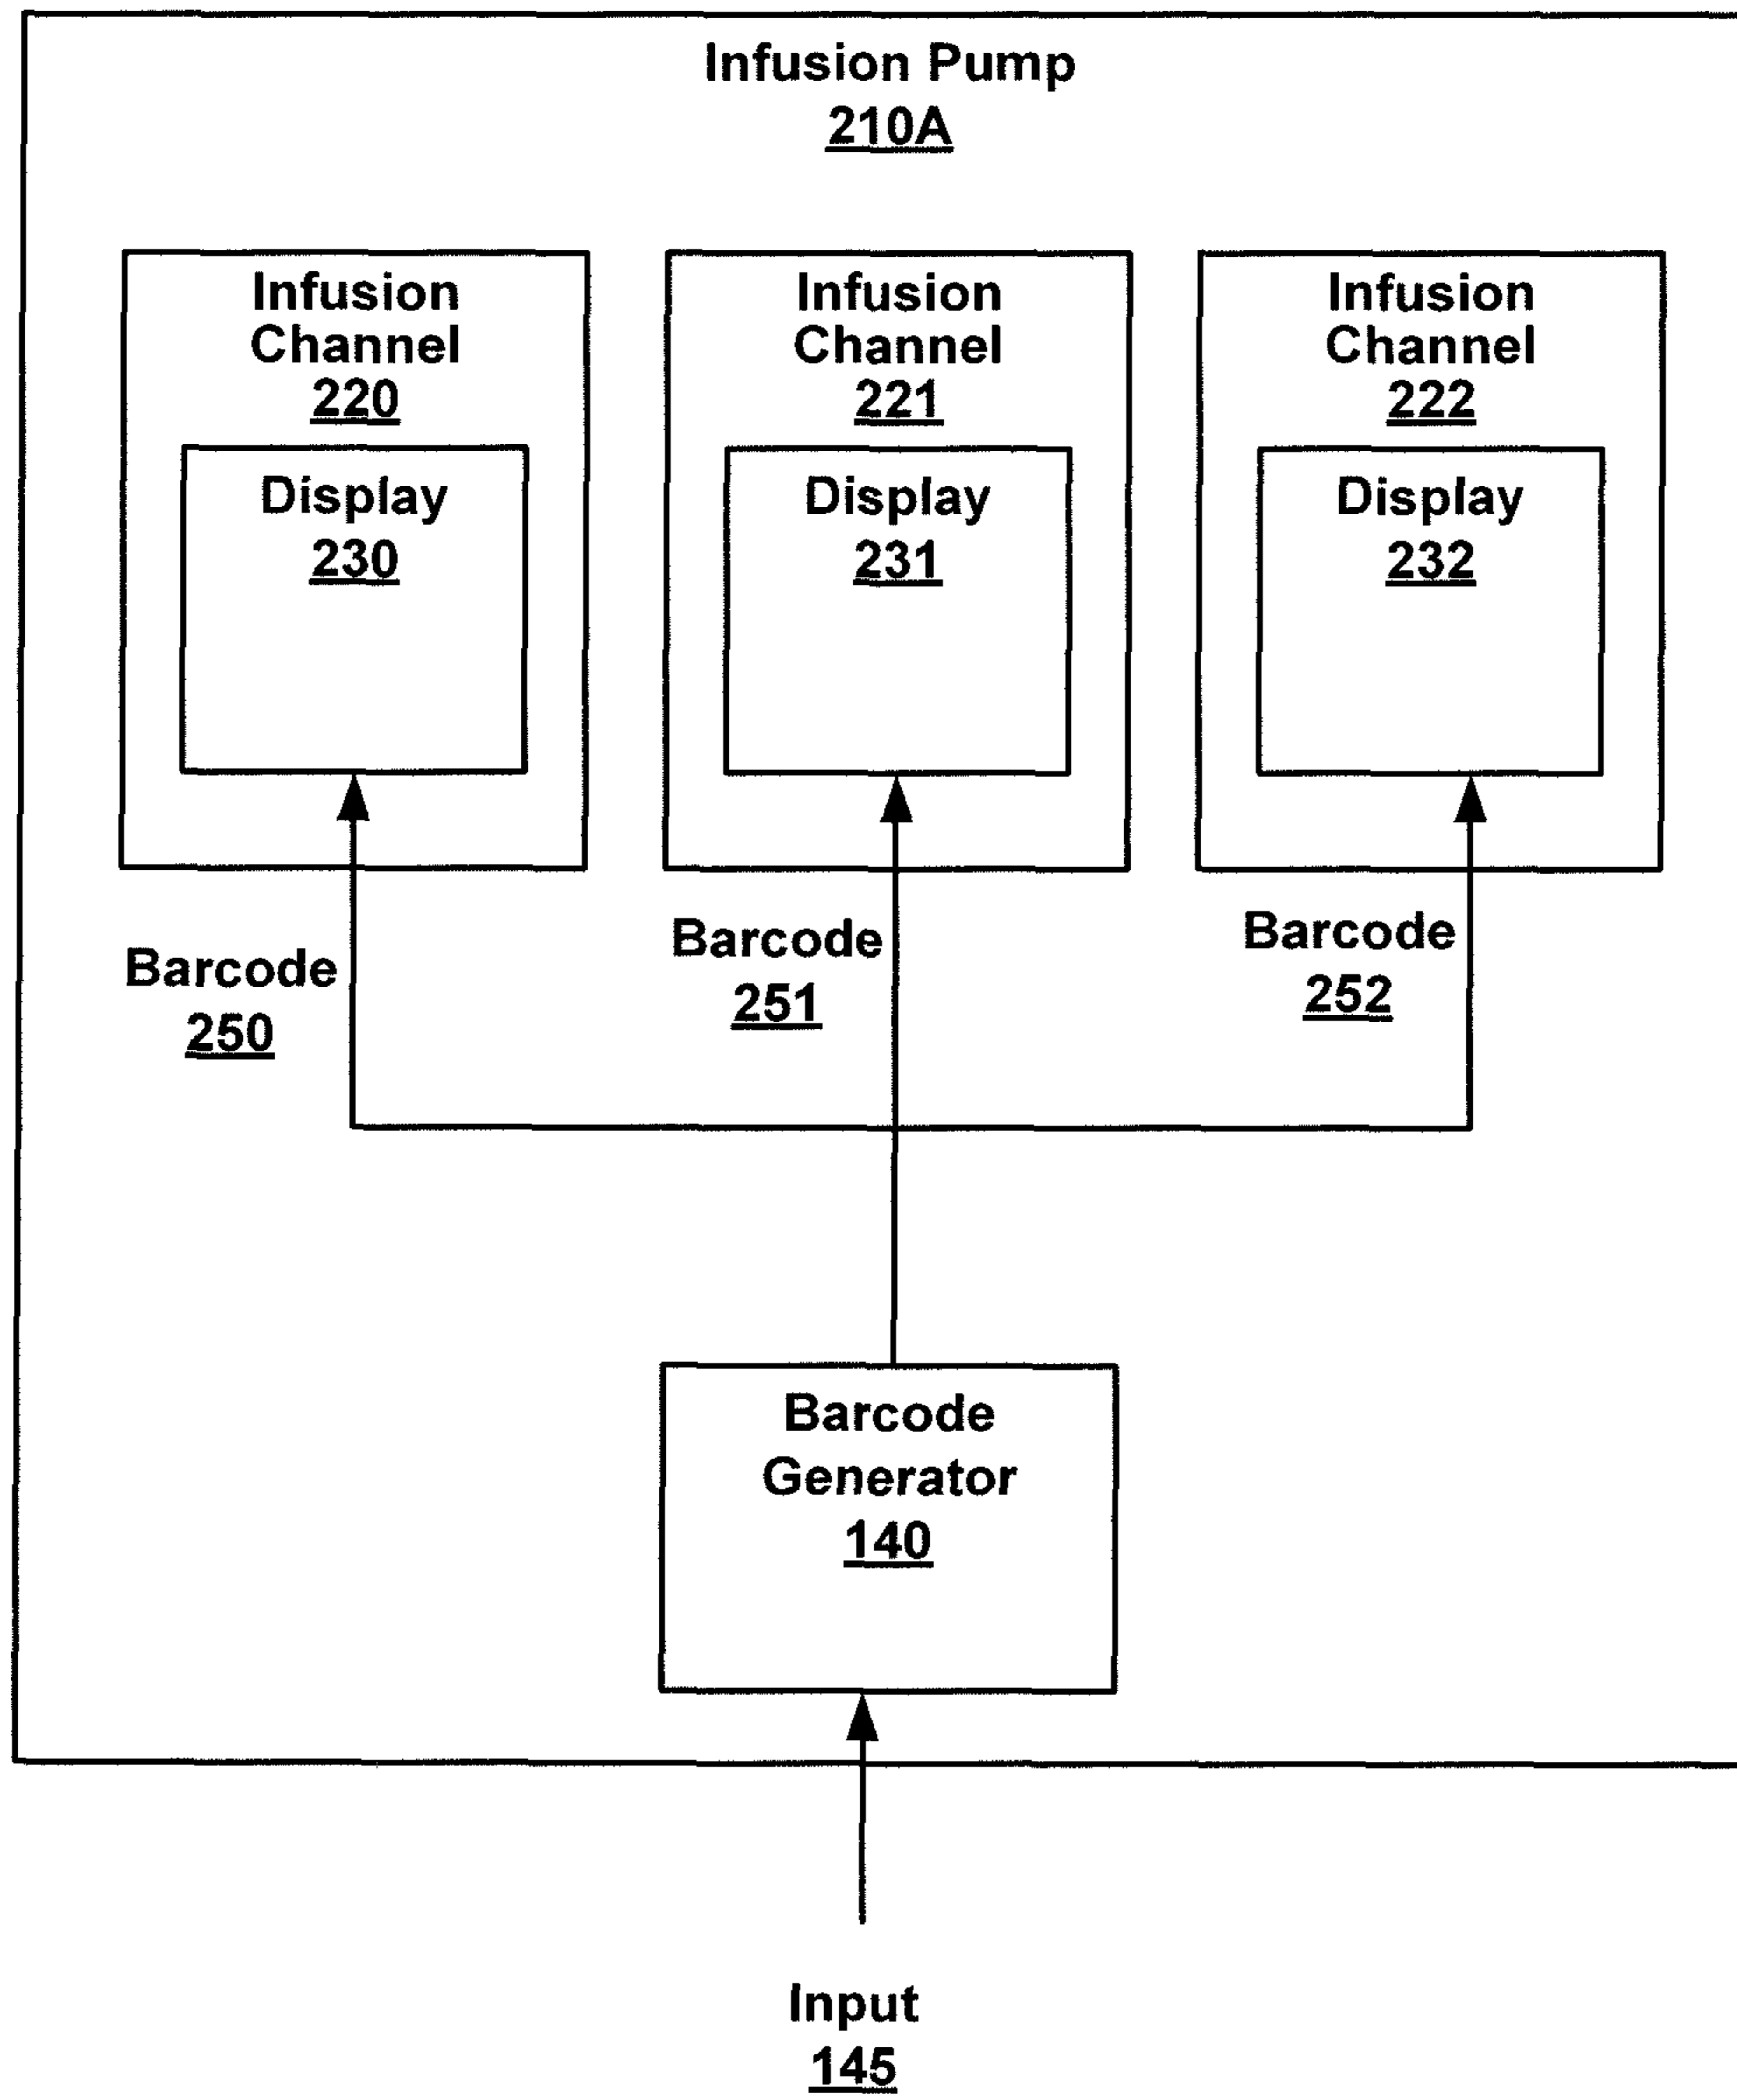 Infusion Pump
210A
Infusion
Channel
220
Display
230
Infusion
Channel
221
Display
231
Infusion
Channel
222
Display
232
Barcode
250
Barcode
251
Barcode
252
Barcode
Generator
140
Input
145